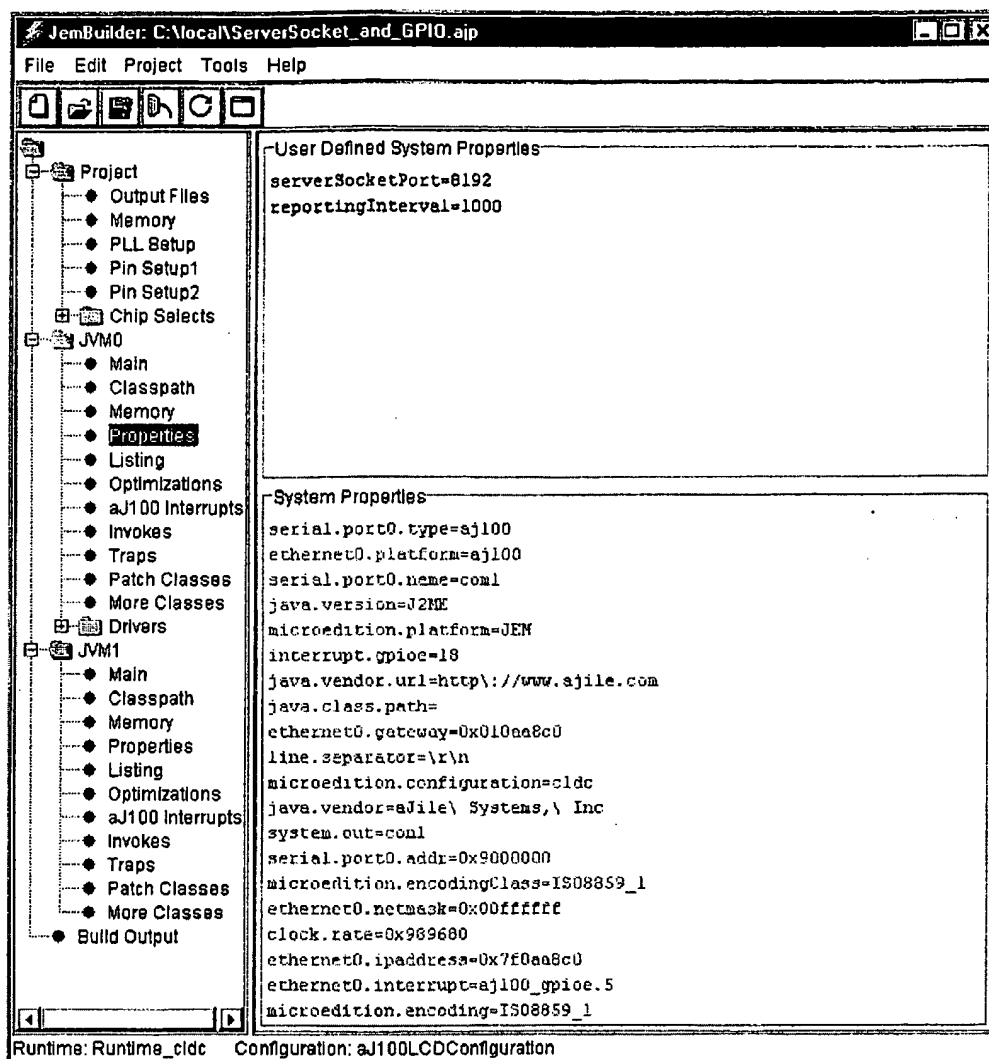 JemBuilder: C:\local\ServerSocket_and_GPIO.ajp
File Edit Project Tools Help
Project
Output Files
Memory
PLL Setup
Pin Setup1
Pin Setup2
Chip Selects
JVM0
Main
Classpath
Memory
Properties
Listing
Optimizations
aJ100 Interrupts
Invokes
Traps
Patch Classes
More Classes
Drivers
JVM1
Main
Classpath
Memory
Properties
Listing
Optimizations
aJ100 Interrupts
Invokes
Traps
Patch Classes
More Classes
Build Output
User Defined System Properties
serverSocketPort=8192
reportingInterval=1000
System Properties
serial.port0.type=aj100
ethernet0.platform=aj100
serial.port0.name=com1
java.version=J2ME
microedition.platform=JEM
interrupt.gpioe=18
java.vendor.url=http\://www.ajile.com
java.class.path=
ethernet0.gateway=0x010aa8c0
line.separator=\r\n
microedition.configuration=cldc
java.vendor=aJile\ Systems,\ Inc
system.out=com1
serial.port0.addr=0x9000000
microedition.encodingClass=ISO8859_1
ethernet0.netmask=0x00ffffff
clock.rate=0x989680
ethernet0.ipaddress=0x7f0aa8c0
ethernet0.interrupt=aj100_gpioe.5
microedition.encoding=ISO8859_1
Runtime: Runtime_cldc Configuration: aJ100LCDConfiguration